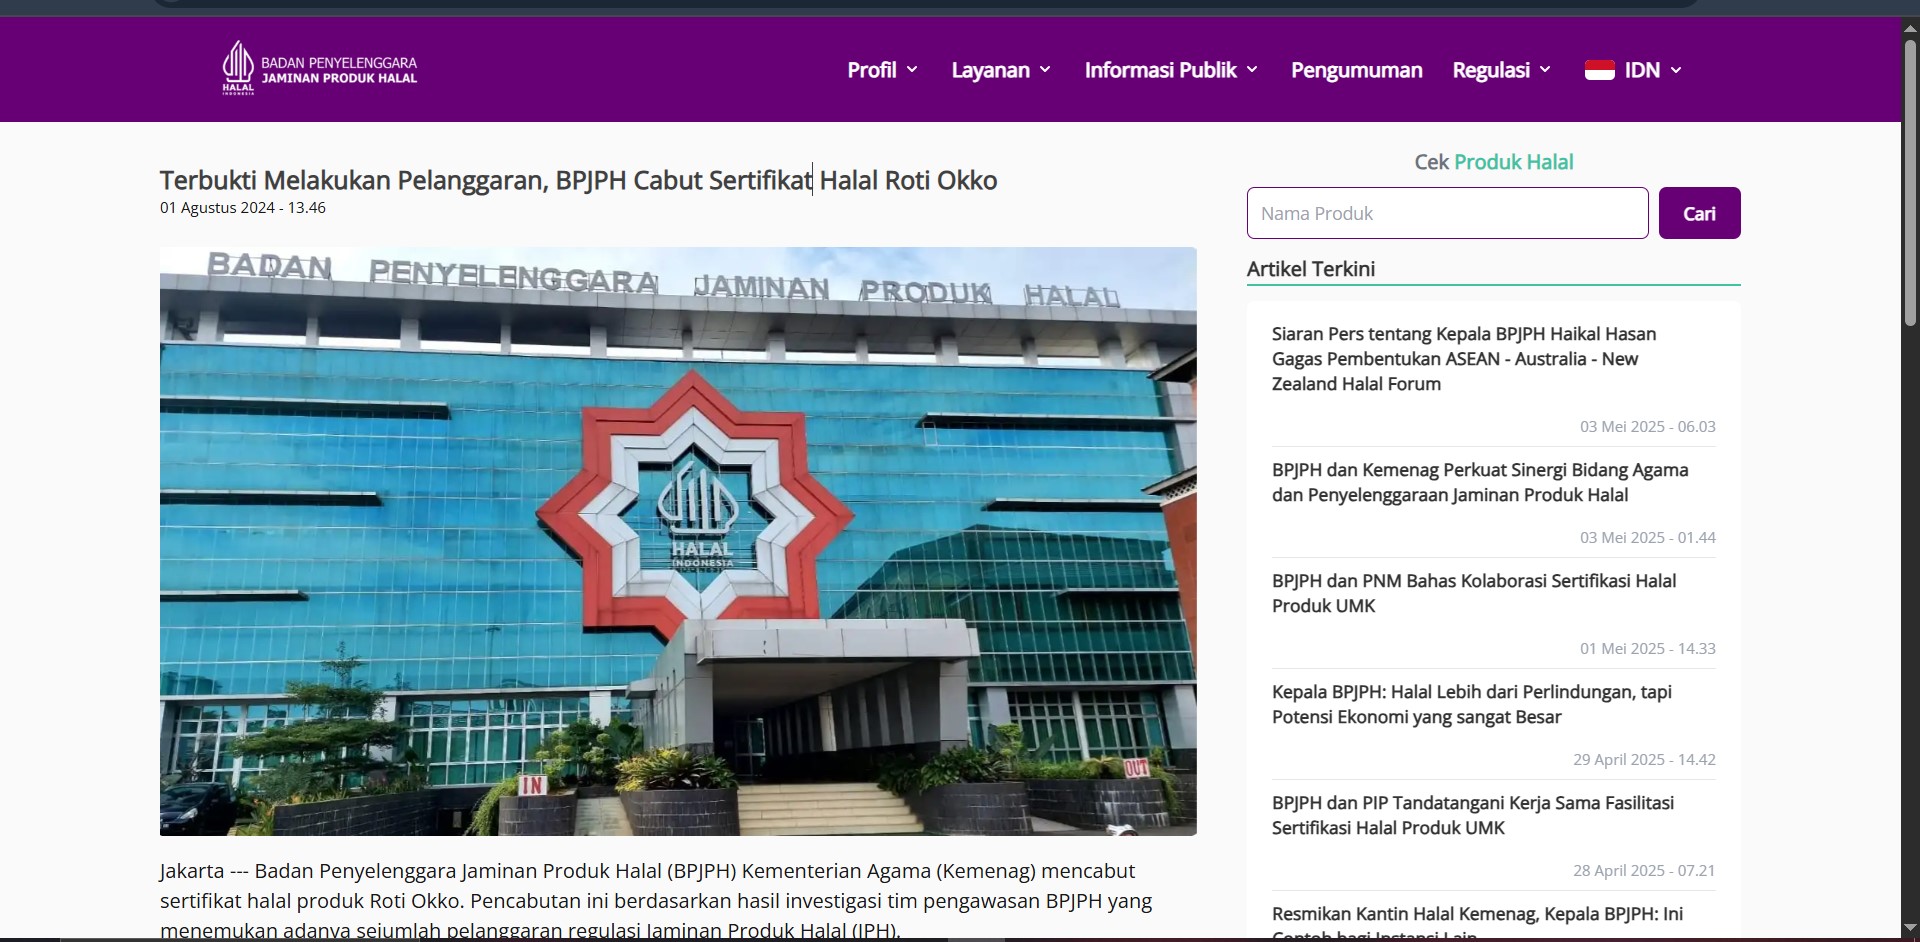 HALAL
INDONESIA
BADAN PENYELENGGARA
JAMINAN PRODUK HALAL
Profil
Layanan
Informasi Publik
Pengumuman
Regulasi
IDN
Terbukti Melakukan Pelanggaran, BPJPH Cabut Sertifikat Halal Roti Okko
01 Agustus 2024 - 13.46
BADAN PENYELENGGARA JAMINAN PRODUK HALAL
HALAL
INDONESIA
IN
OUT
Jakarta --- Badan Penyelenggara Jaminan Produk Halal (BPJPH) Kementerian Agama (Kemenag) mencabut
sertifikat halal produk Roti Okko. Pencabutan ini berdasarkan hasil investigasi tim pengawasan BPJPH yang
menemukan adanya sejumlah pelanggaran regulasi Jaminan Produk Halal (JPH).
Cek Produk Halal
Nama Produk
Cari
Artikel Terkini
Siaran Pers tentang Kepala BPJPH Haikal Hasan
Gagas Pembentukan ASEAN - Australia - New
Zealand Halal Forum
03 Mei 2025 - 06.03
BPJPH dan Kemenag Perkuat Sinergi Bidang Agama
dan Penyelenggaraan Jaminan Produk Halal
03 Mei 2025 - 01.44
BPJPH dan PNM Bahas Kolaborasi Sertifikasi Halal
Produk UMK
01 Mei 2025 - 14.33
Kepala BPJPH: Halal Lebih dari Perlindungan, tapi
Potensi Ekonomi yang sangat Besar
29 April 2025 - 14.42
BPJPH dan PIP Tandatangani Kerja Sama Fasilitasi
Sertifikasi Halal Produk UMK
28 April 2025 - 07.21
Resmikan Kantin Halal Kemenag, Kepala BPJPH: Ini
Contoh bagi Instansi Lain